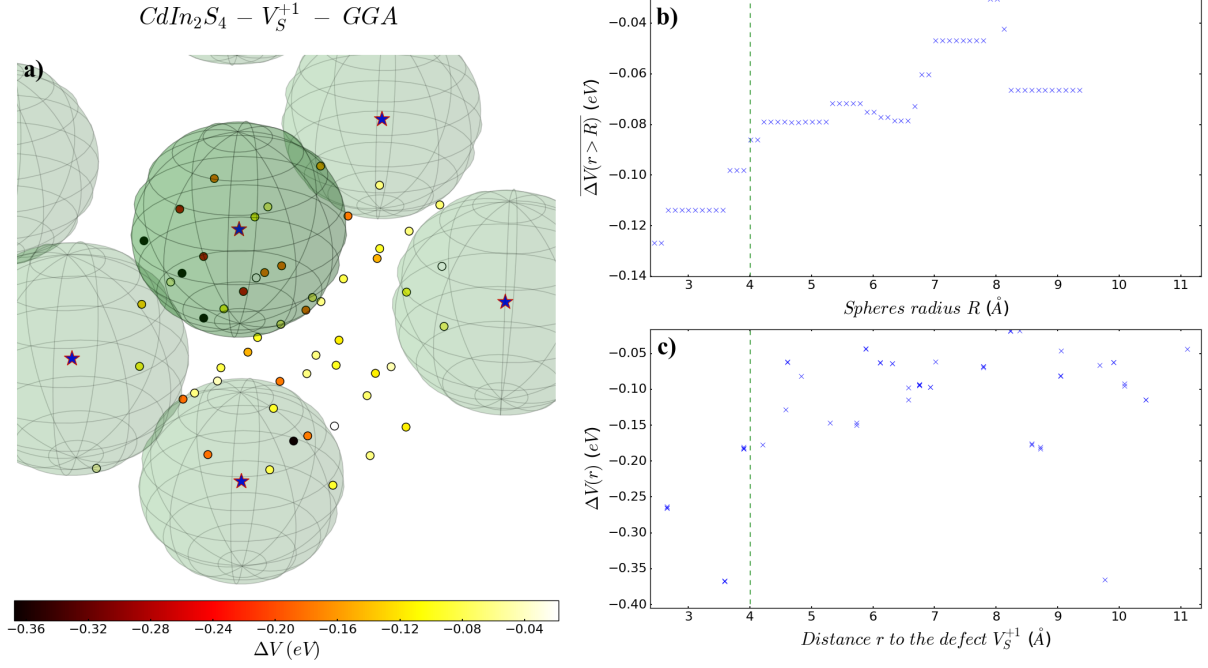 CdIn₂S₄ − V_S^{+1} − GGA
a)
−0.36 −0.32 −0.28 −0.24 −0.20 −0.16 −0.12 −0.08 −0.04
ΔV (eV)
b)
−0.04
−0.06
−0.08
−0.10
−0.12
−0.14
ΔV(r > R) (eV)
3 4 5 6 7 8 9 10 11
Spheres radius R (Å)
c)
−0.05
−0.10
−0.15
−0.20
−0.25
−0.30
−0.35
−0.40
ΔV(r) (eV)
3 4 5 6 7 8 9 10 11
Distance r to the defect V_S^{+1} (Å)